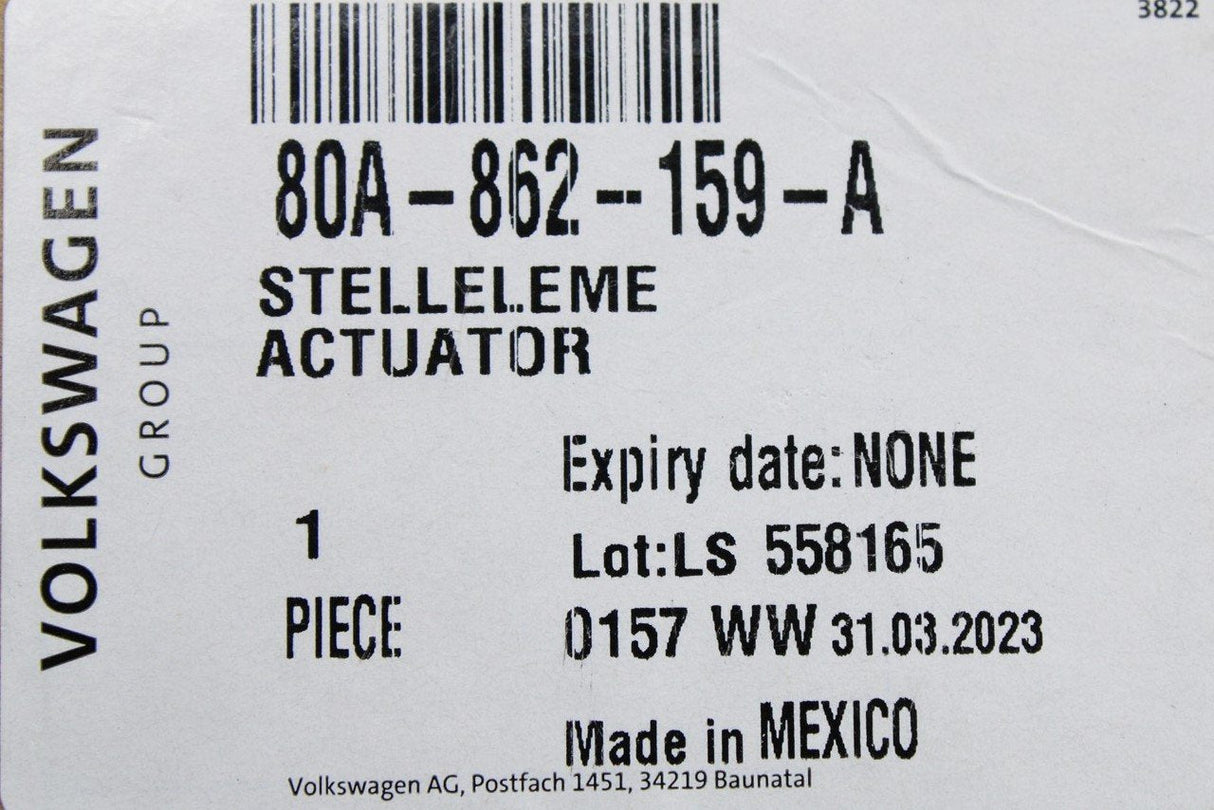 3822
VOLKSWAGEN
GROUP
80A-862-159-A
STELLELEME
ACTUATOR
Expiry date: NONE
1
Lot:LS 558165
PIECE
0157 WW 31.03.2023
Made in MEXICO
Volkswagen AG, Postfach 1451, 34219 Baunatal